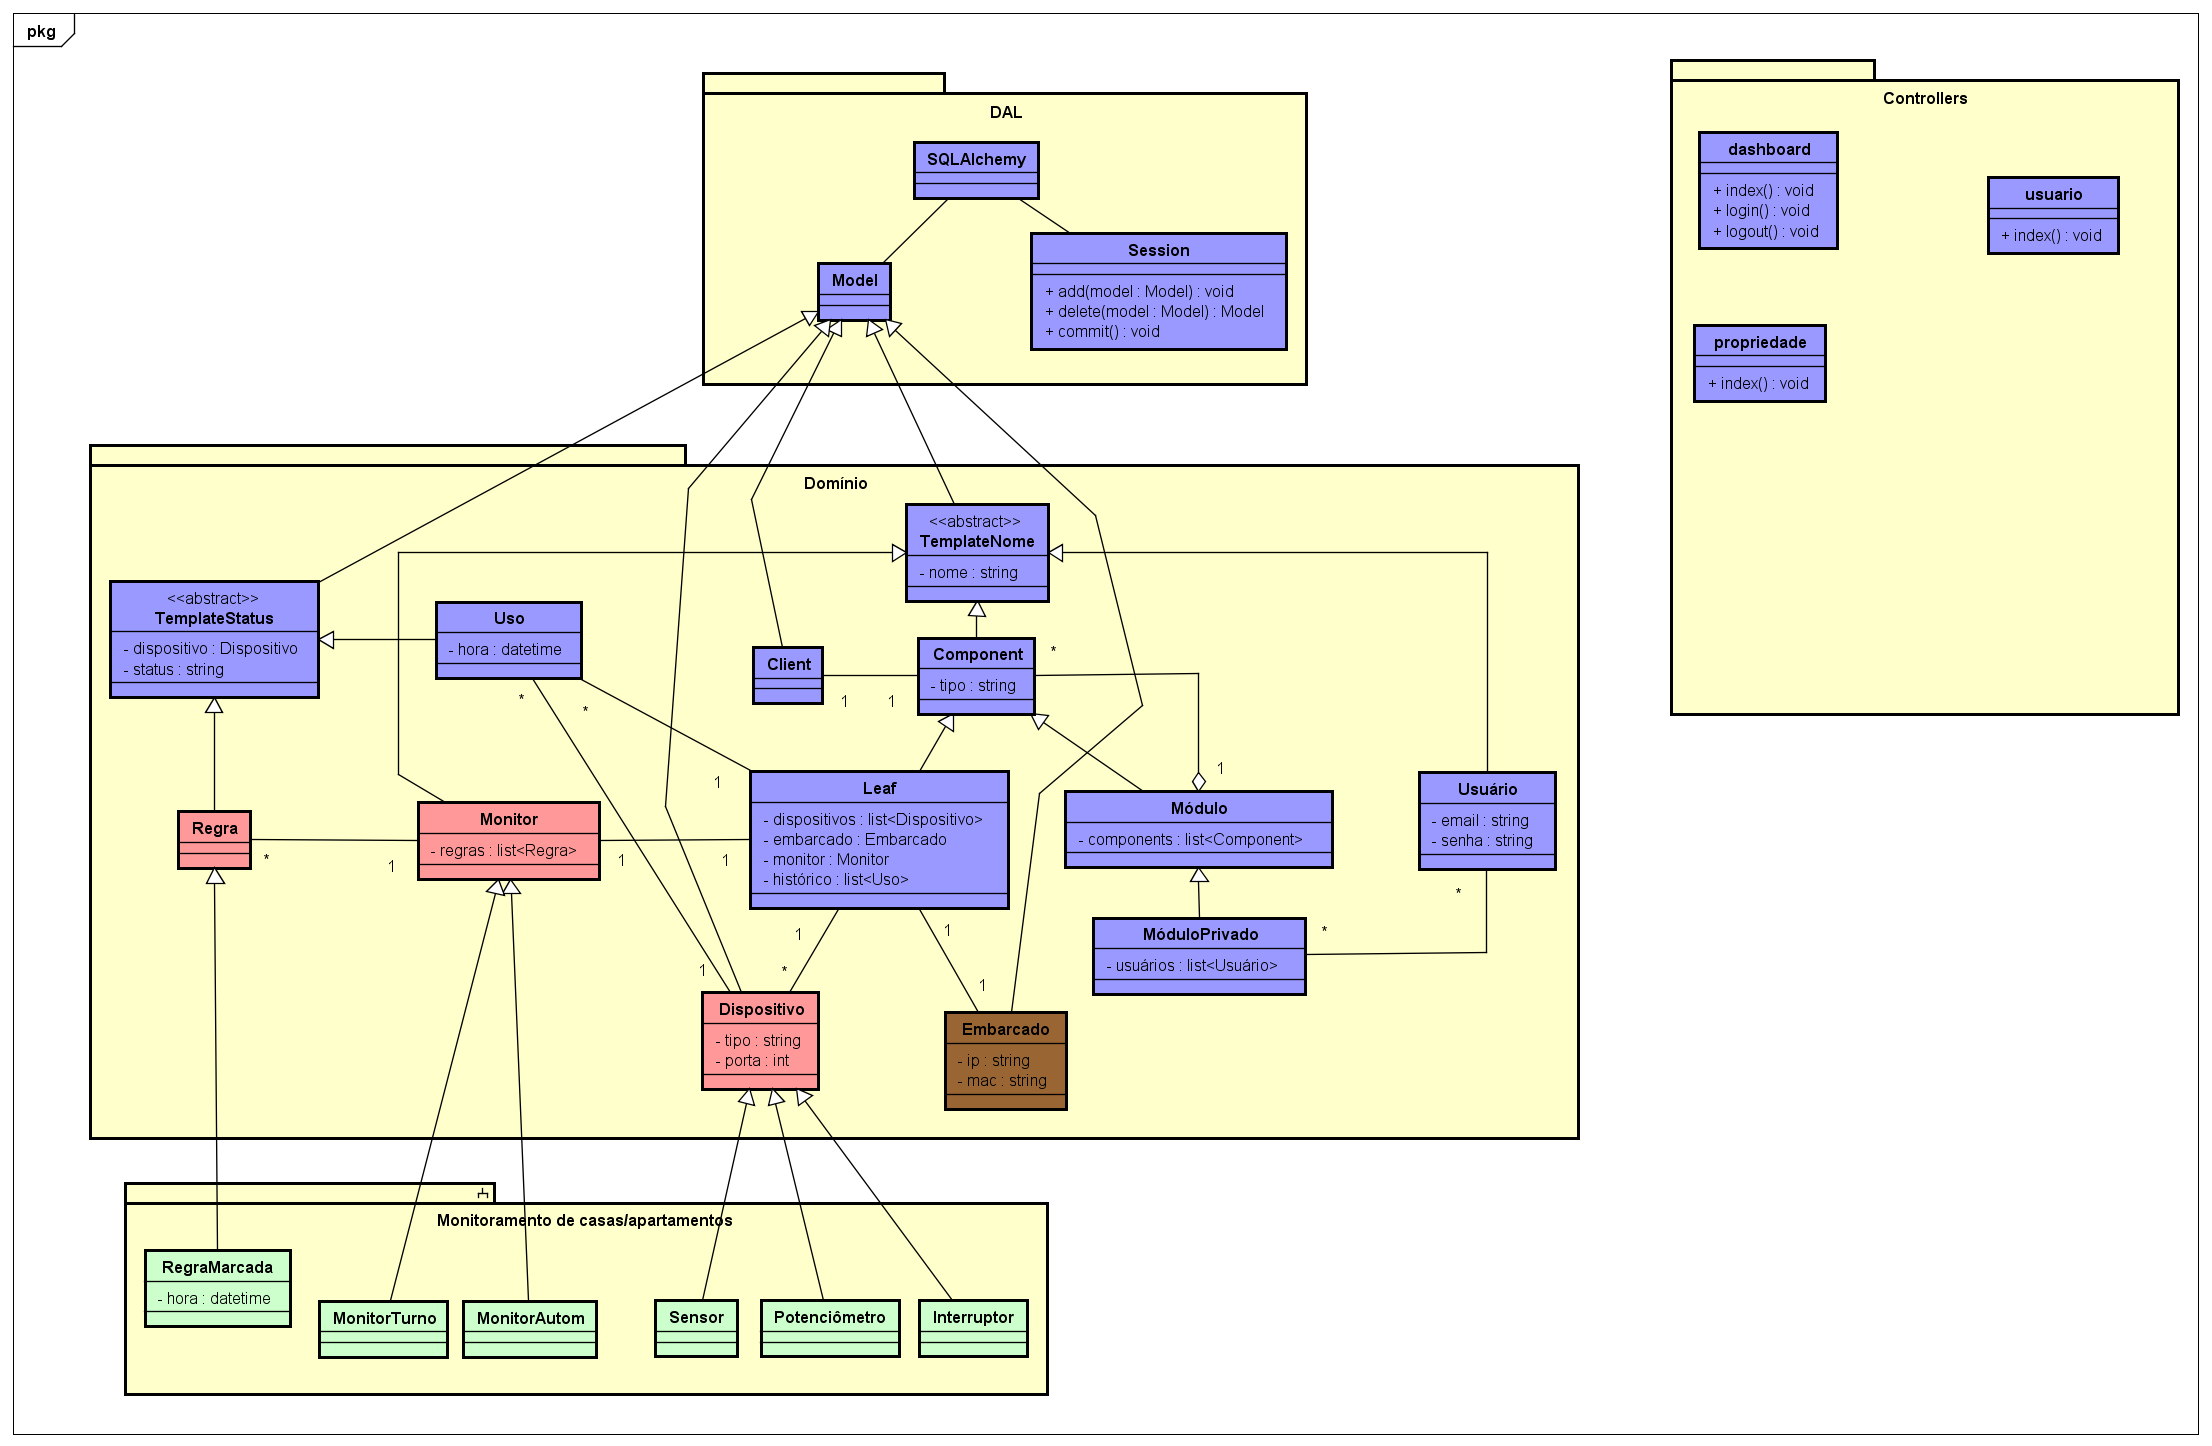 pkg
DAL
SQLAlchemy
Model
Session
+ add(model : Model) : void
+ delete(model : Model) : Model
+ commit() : void
Controllers
dashboard
+ index() : void
+ login() : void
+ logout() : void
usuario
+ index() : void
propriedade
+ index() : void
Domínio
<<abstract>>
TemplateNome
- nome : string
<<abstract>>
TemplateStatus
- dispositivo : Dispositivo
- status : string
Uso
- hora : datetime
*
*
Client
1
1
Component
- tipo : string
*
1
Regra
*
1
Monitor
- regras : list<Regra>
1
1
1
Leaf
- dispositivos : list<Dispositivo>
- embarcado : Embarcado
- monitor : Monitor
- histórico : list<Uso>
Módulo
- components : list<Component>
Usuário
- email : string
- senha : string
*
*
MóduloPrivado
- usuários : list<Usuário>
1
1
*
1
1
Dispositivo
- tipo : string
- porta : int
Embarcado
- ip : string
- mac : string
Monitoramento de casas/apartamentos
RegraMarcada
- hora : datetime
MonitorTurno
MonitorAutom
Sensor
Potenciômetro
Interruptor